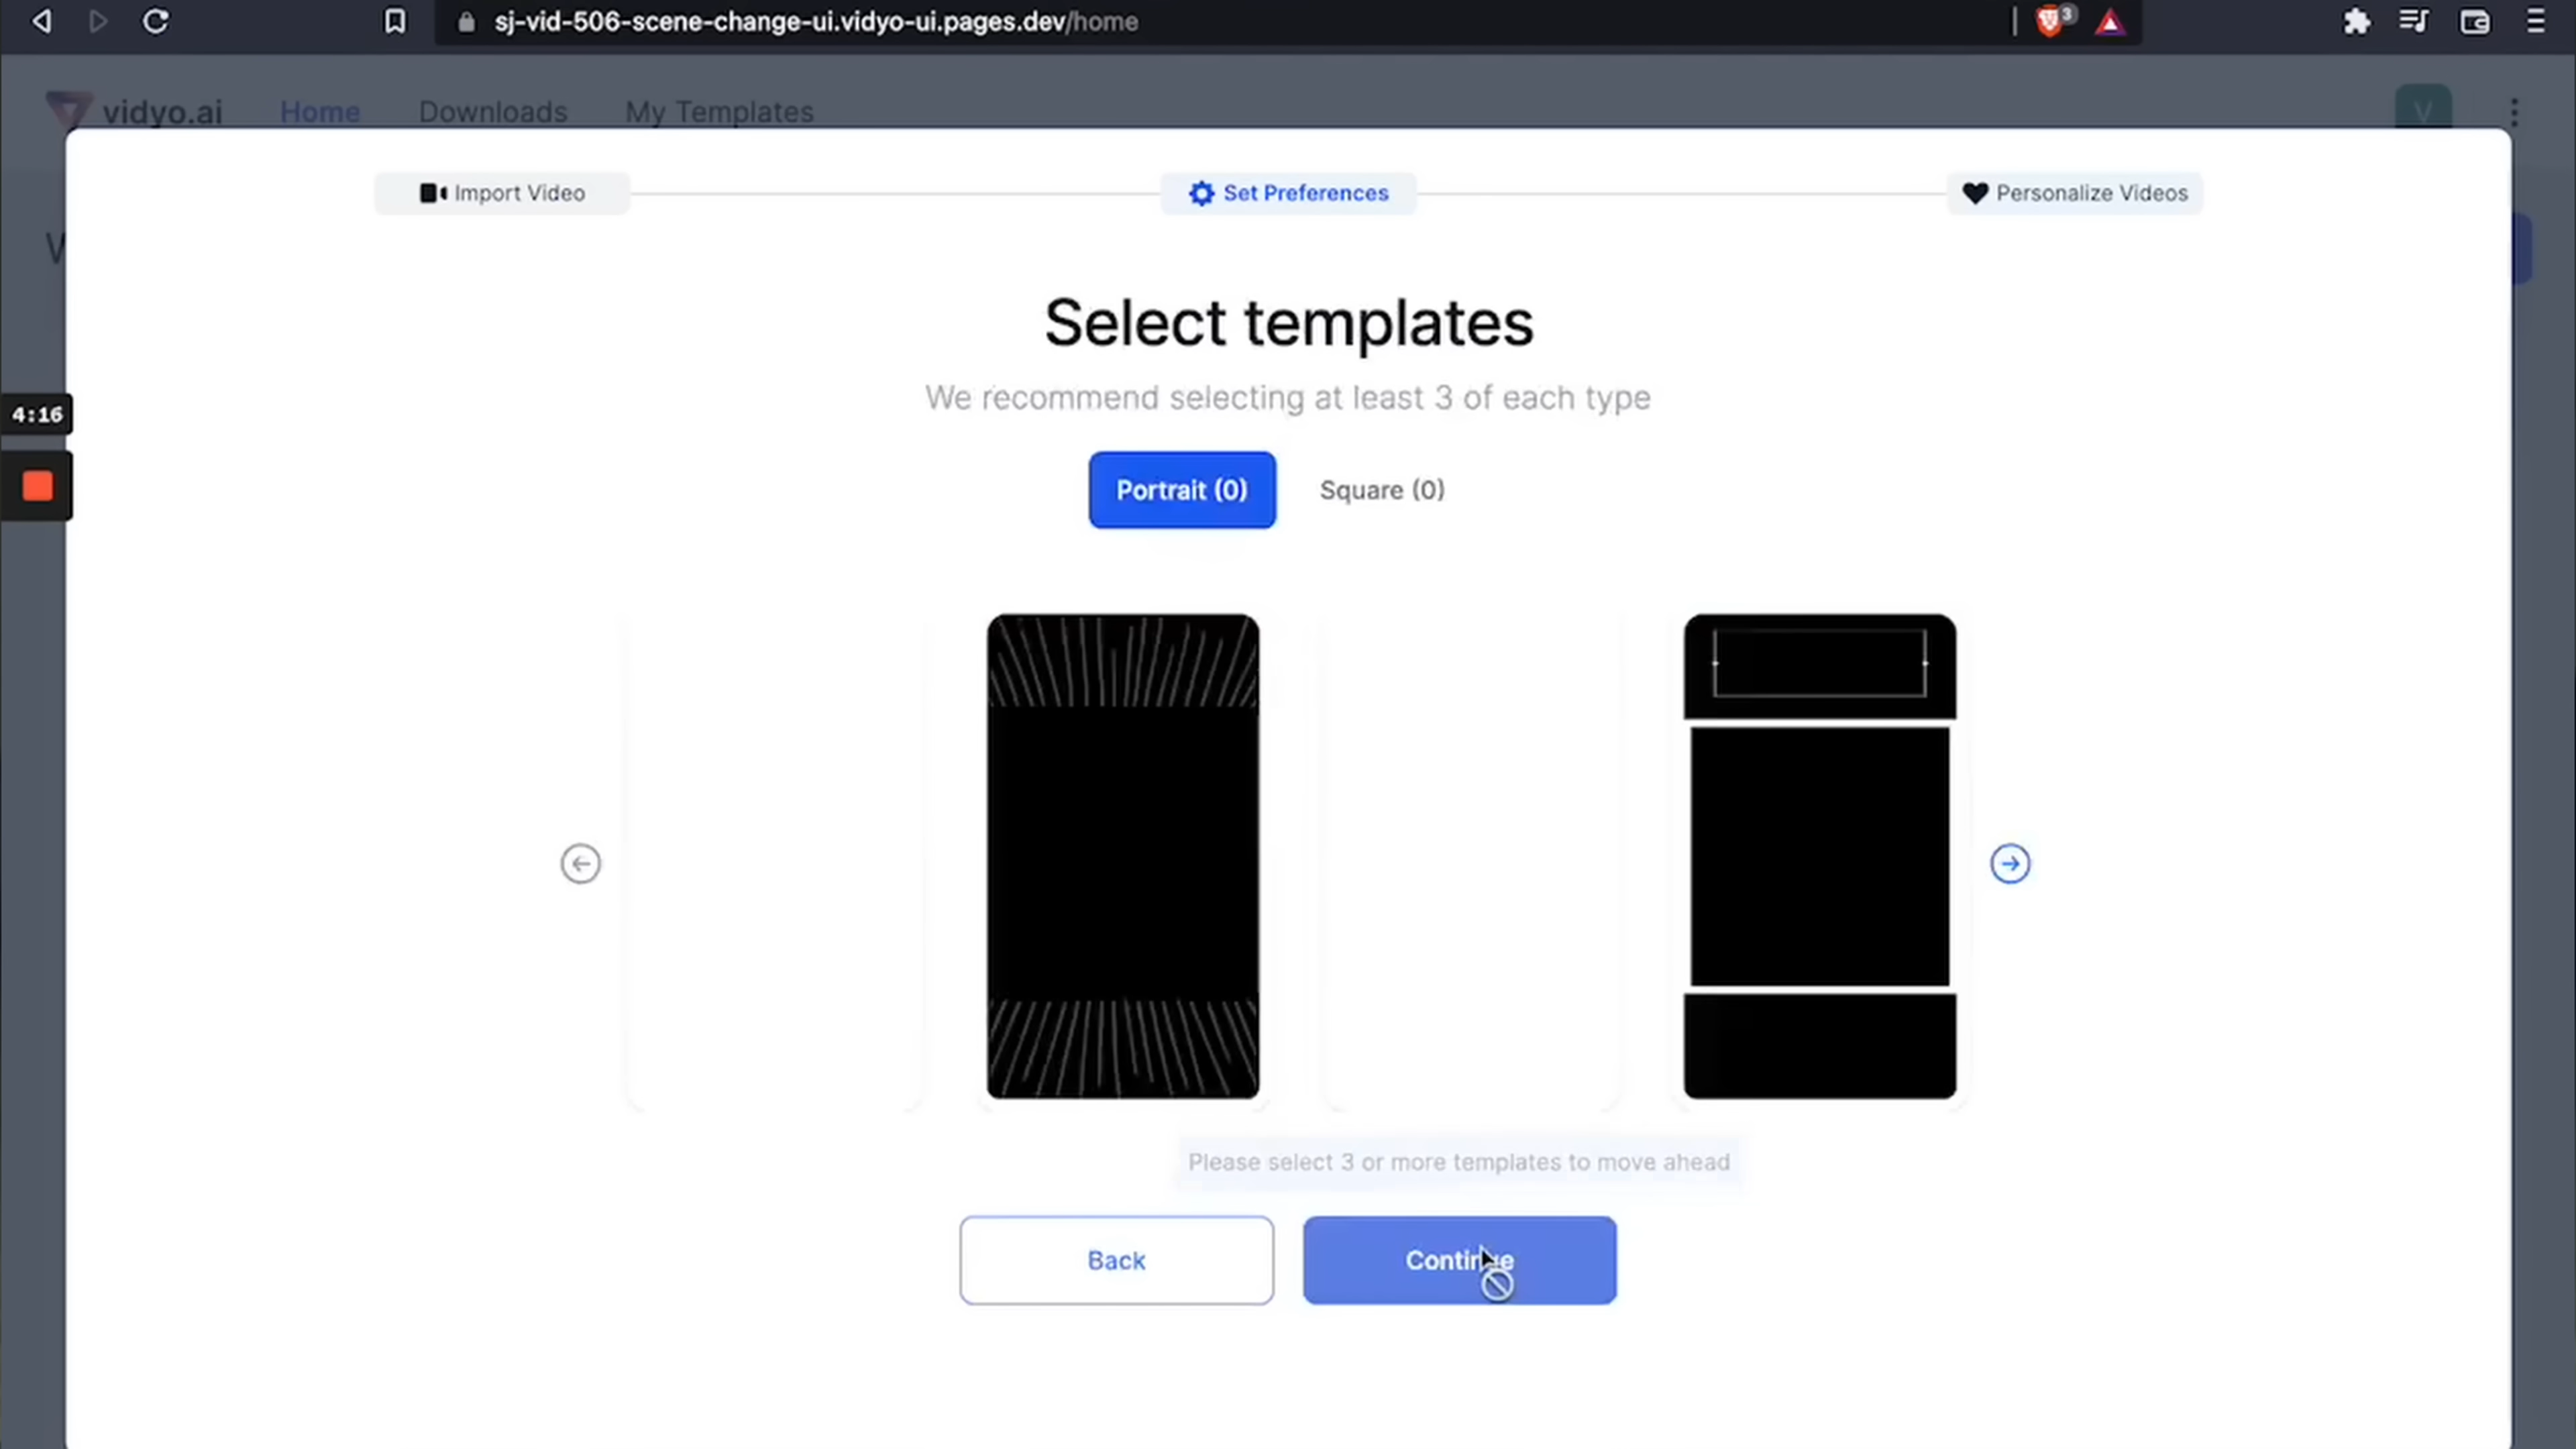 sj-vid-506-scene-change-ui.vidyo-ui.pages.dev/home
3
vidyo.ai
Home
Downloads
My Templates
V
Import Video
Set Preferences
Personalize Videos
W
Select templates
We recommend selecting at least 3 of each type
4:16
Portrait (0)
Square (0)
Please select 3 or more templates to move ahead
Back
Continue